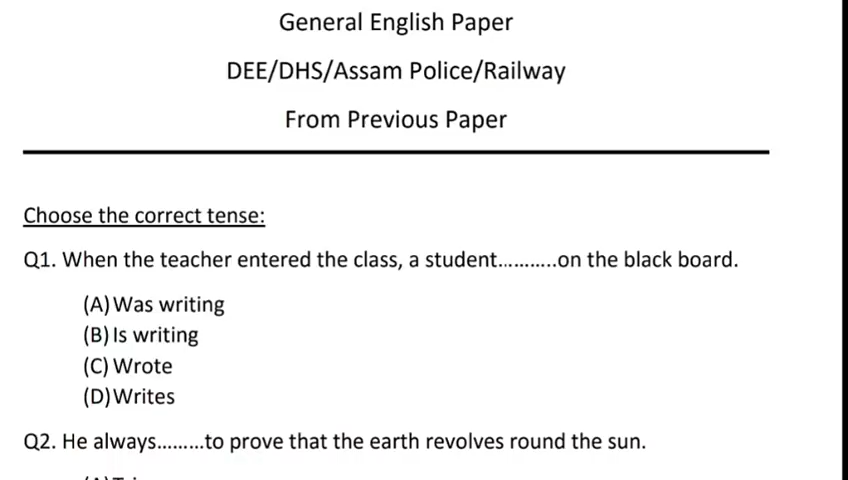 General English Paper
DEE/DHS/Assam Police/Railway
From Previous Paper
Choose the correct tense:
Q1. When the teacher entered the class, a student...........on the black board.
(A)Was writing
(B)Is writing
(C)Wrote
(D)Writes
Q2. He always.........to prove that the earth revolves round the sun.